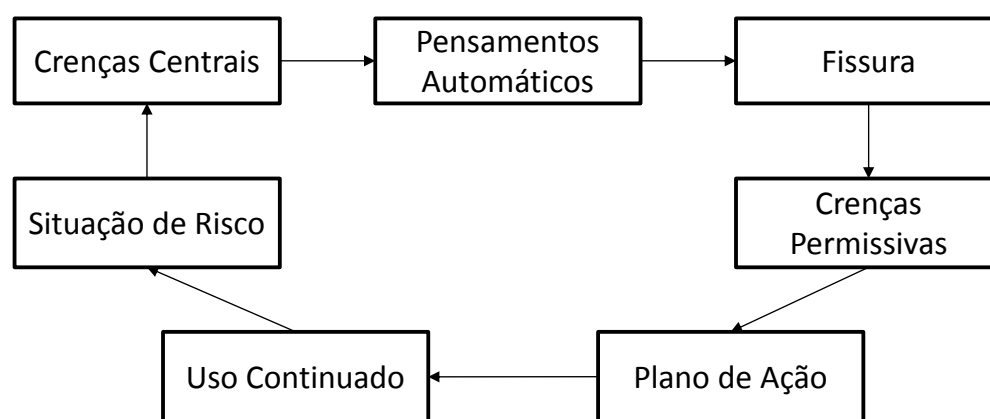 Crenças Centrais
Pensamentos
Automáticos
Fissura
Situação de Risco
Crenças
Permissivas
Uso Continuado
Plano de Ação